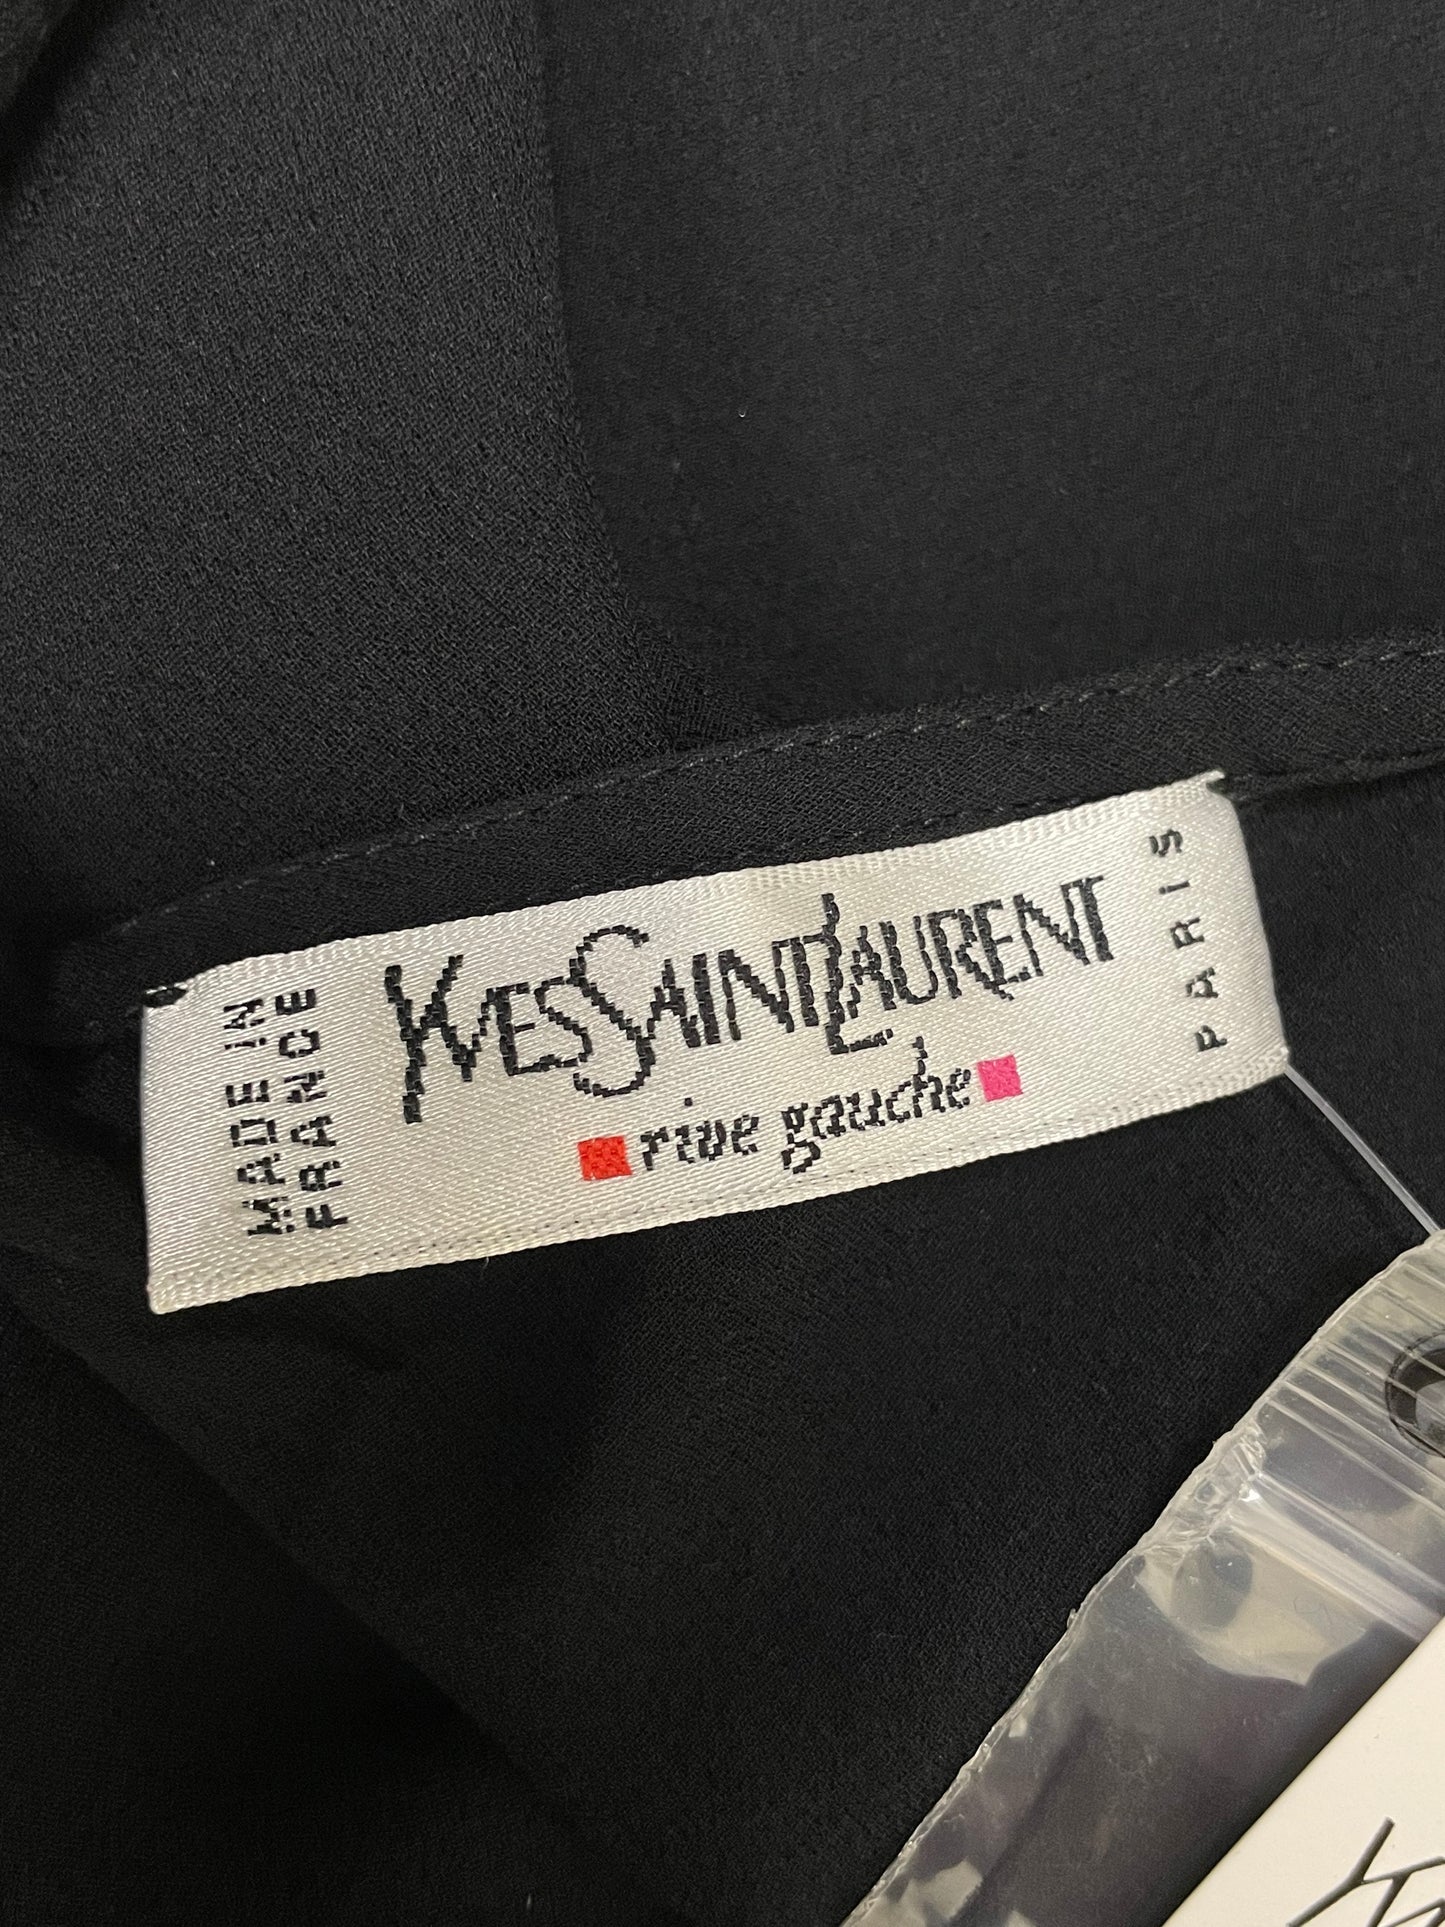 MADE iN
FRANCE
YVESSAINTLAURENT
rive gauche
PARiS